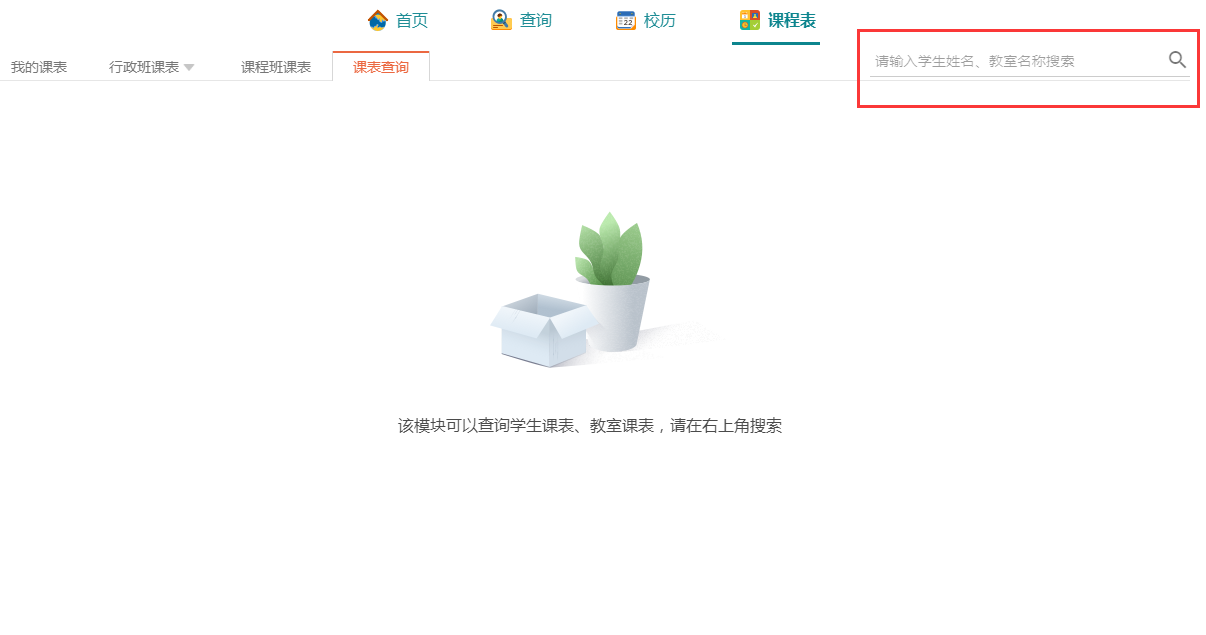 首页 查询 22 校历 课程表
我的课表 行政班课表 课程班课表 课表查询 请输入学生姓名、教室名称搜索
该模块可以查询学生课表、教室课表，请在右上角搜索